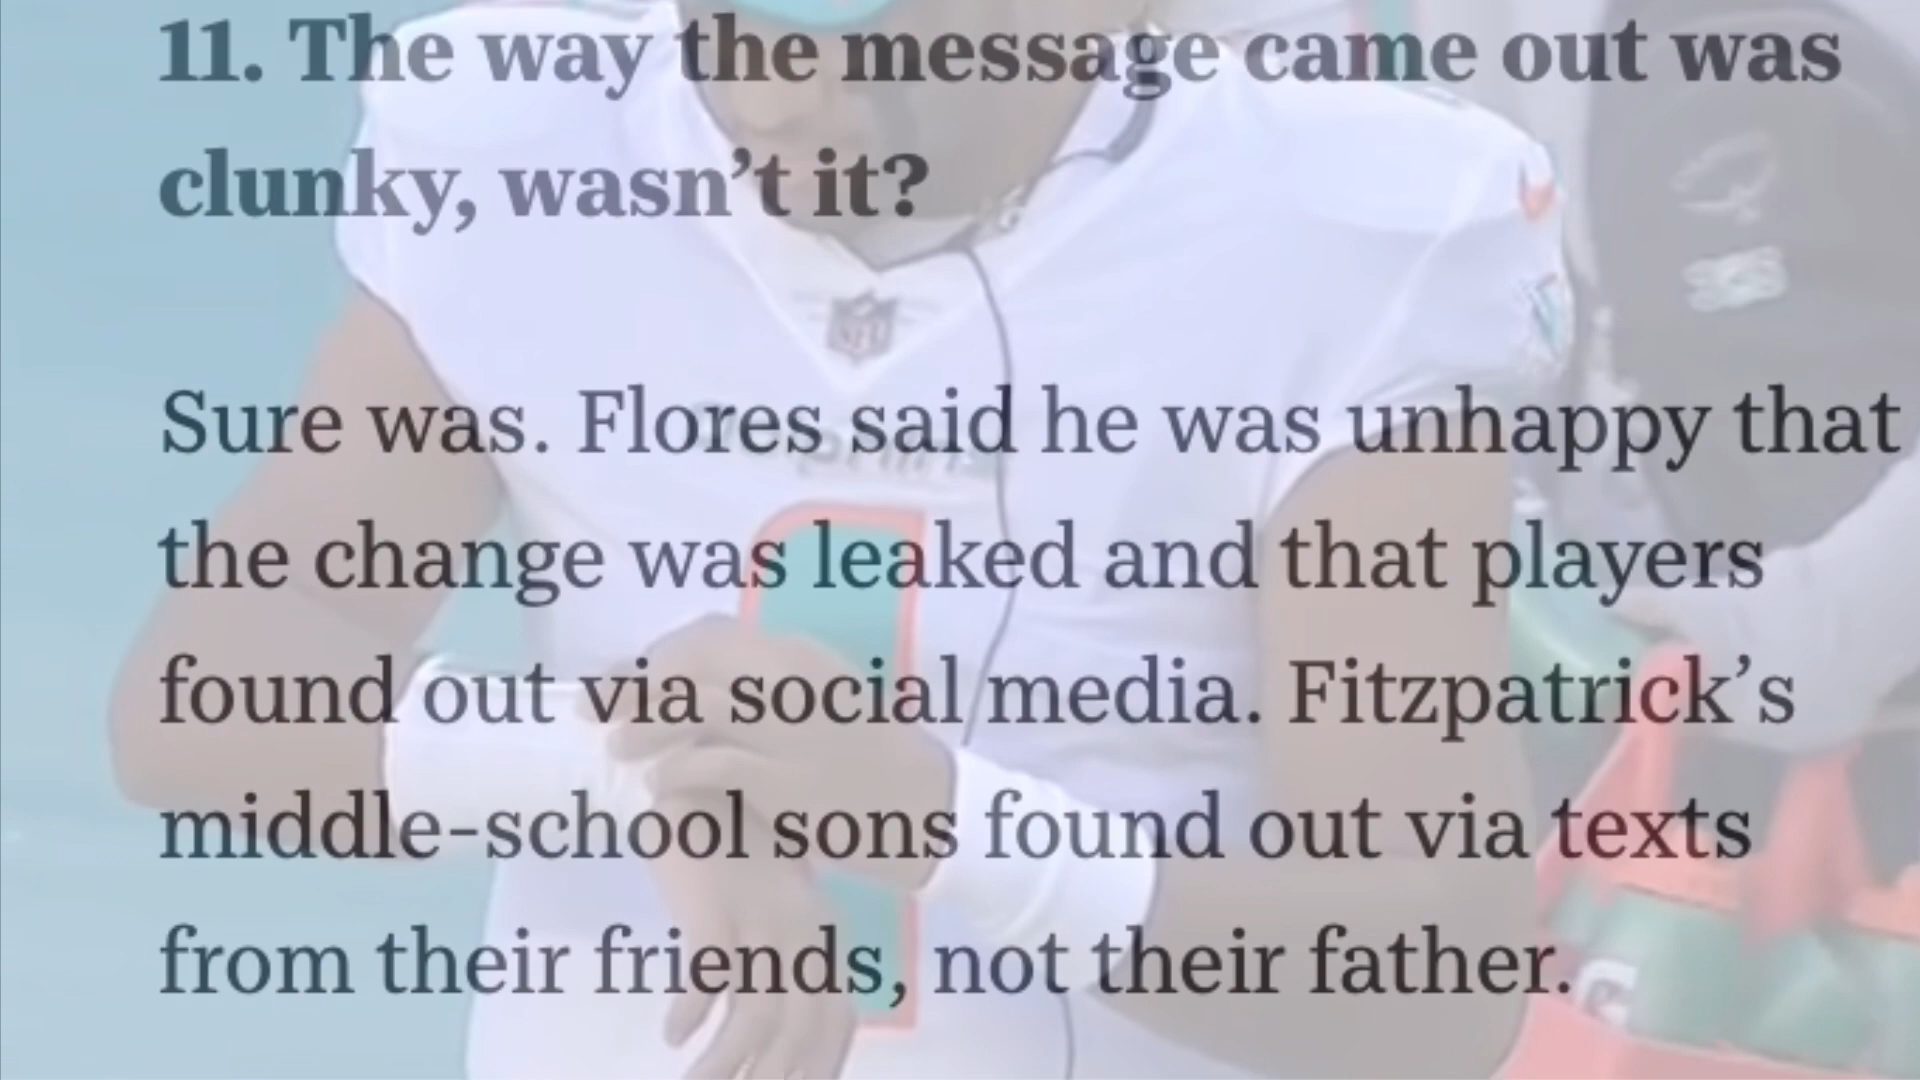 11. The way the message came out was
clunky, wasn’t it?
Sure was. Flores said he was unhappy that
the change was leaked and that players
found out via social media. Fitzpatrick’s
middle-school sons found out via texts
from their friends, not their father.
NFL